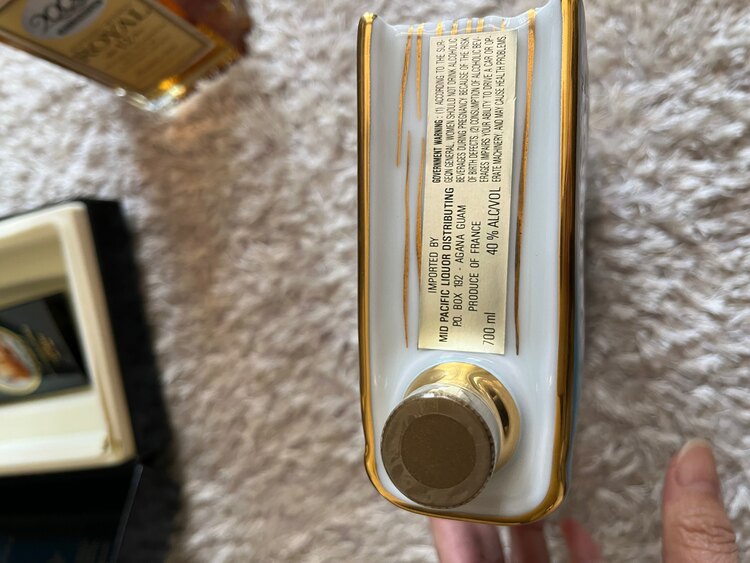 ROYAL
GOVERNMENT WARNING: (1) ACCORDING TO THE SUR-
GEON GENERAL, WOMEN SHOULD NOT DRINK ALCOHOLIC
BEVERAGES DURING PREGNANCY BECAUSE OF THE RISK
OF BIRTH DEFECTS. (2) CONSUMPTION OF ALCOHOLIC BEV-
ERAGES IMPAIRS YOUR ABILITY TO DRIVE A CAR OR OP-
ERATE MACHINERY, AND MAY CAUSE HEALTH PROBLEMS.
IMPORTED BY
MID PACIFIC LIQUOR DISTRIBUTING
P.O. BOX 192 - AGANA GUAM
PRODUCE OF FRANCE
700 ml 40 % ALC/VOL